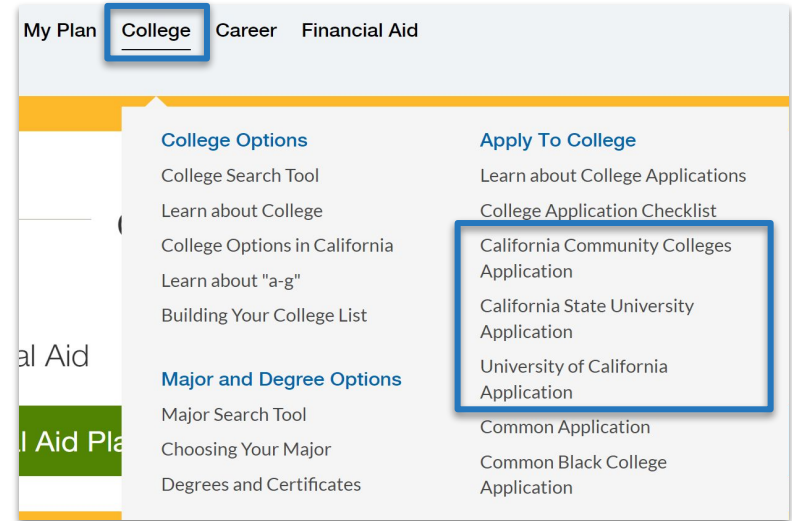 My Plan College Career Financial Aid
College Options
College Search Tool
Learn about College
College Options in California
Learn about "a-g"
Building Your College List
Major and Degree Options
Major Search Tool
Choosing Your Major
Degrees and Certificates
Apply To College
Learn about College Applications
College Application Checklist
California Community Colleges
Application
California State University
Application
University of California
Application
Common Application
Common Black College
Application
al Aid
l Aid Pla